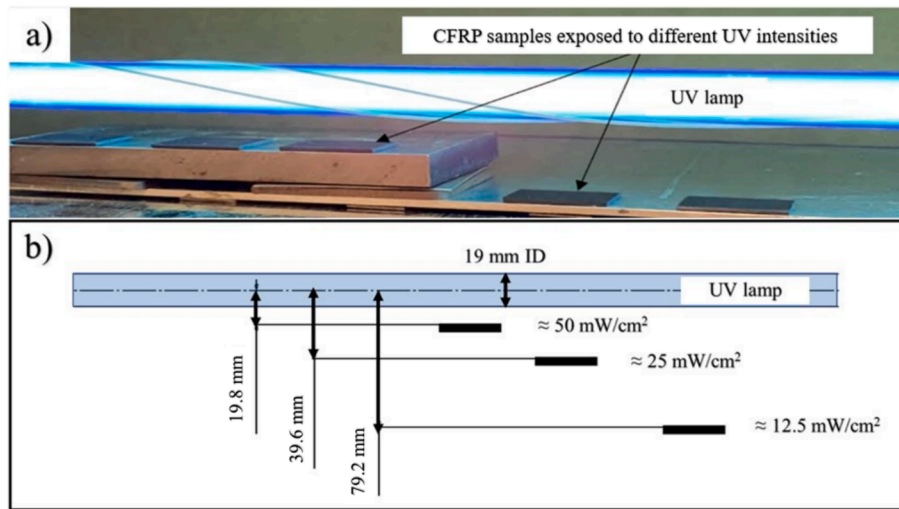 a)
CFRP samples exposed to different UV intensities
UV lamp
b)
19 mm ID
UV lamp
≈ 50 mW/cm²
≈ 25 mW/cm²
≈ 12.5 mW/cm²
19.8 mm
39.6 mm
79.2 mm